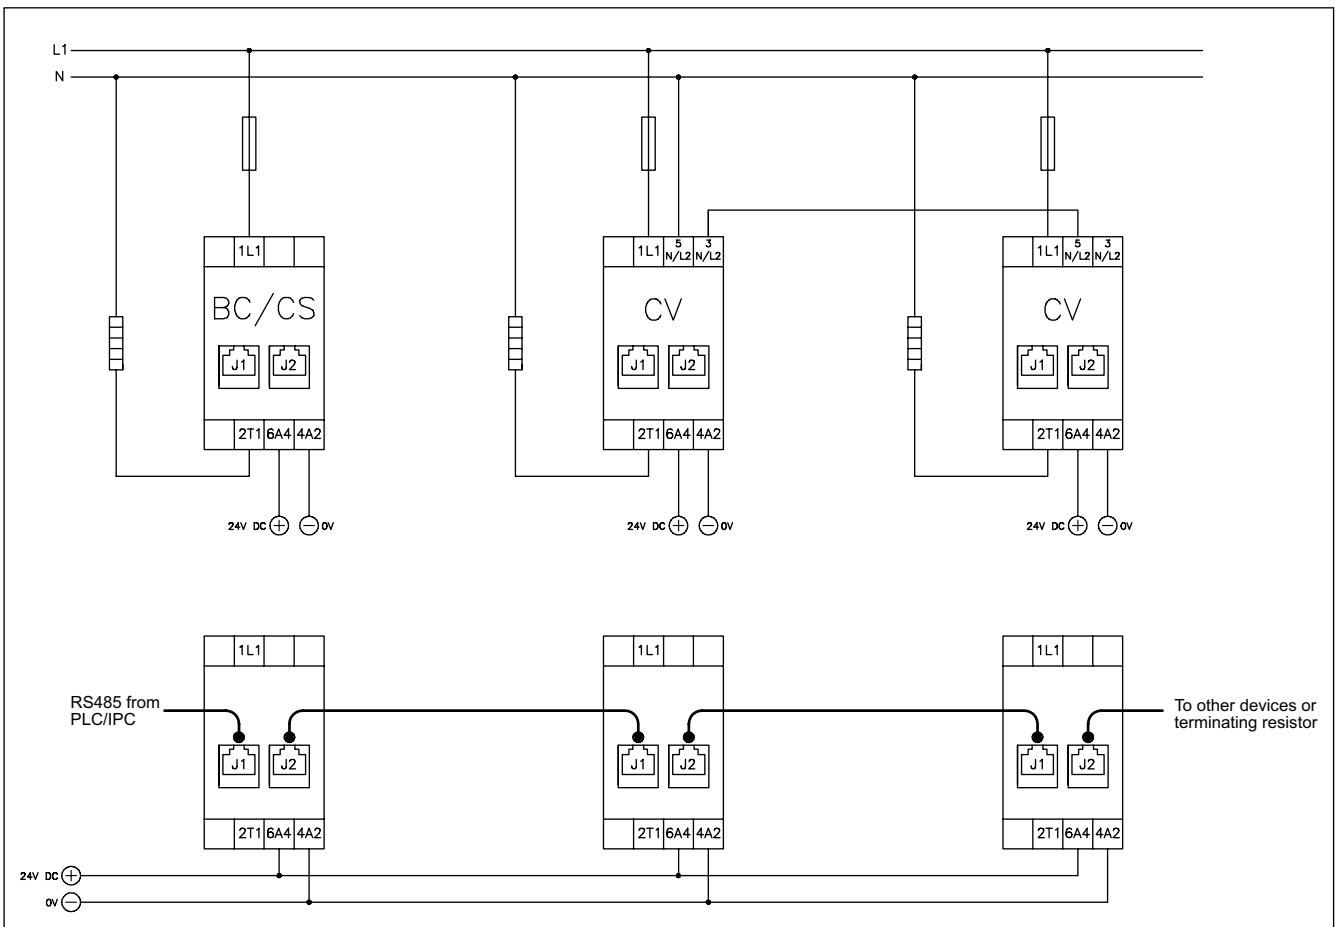 L1
N
1L1
1L1 5 N/L2 3 N/L2
1L1 5 N/L2 3 N/L2
BC/CS
CV
CV
J1 J2
J1 J2
J1 J2
2T1 6A4 4A2
2T1 6A4 4A2
2T1 6A4 4A2
24V DC + − 0V
24V DC + − 0V
24V DC + − 0V
1L1
1L1
1L1
RS485 from
PLC/IPC
To other devices or
terminating resistor
J1 J2
J1 J2
J1 J2
2T1 6A4 4A2
2T1 6A4 4A2
2T1 6A4 4A2
24V DC +
0V −